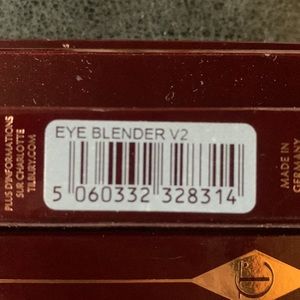 EYE BLENDER V2
5 060332 328314
PLUS D'INFORMATIONS
SUR CHARLOTTE
TILBURY.COM
MADE IN
GERMANY